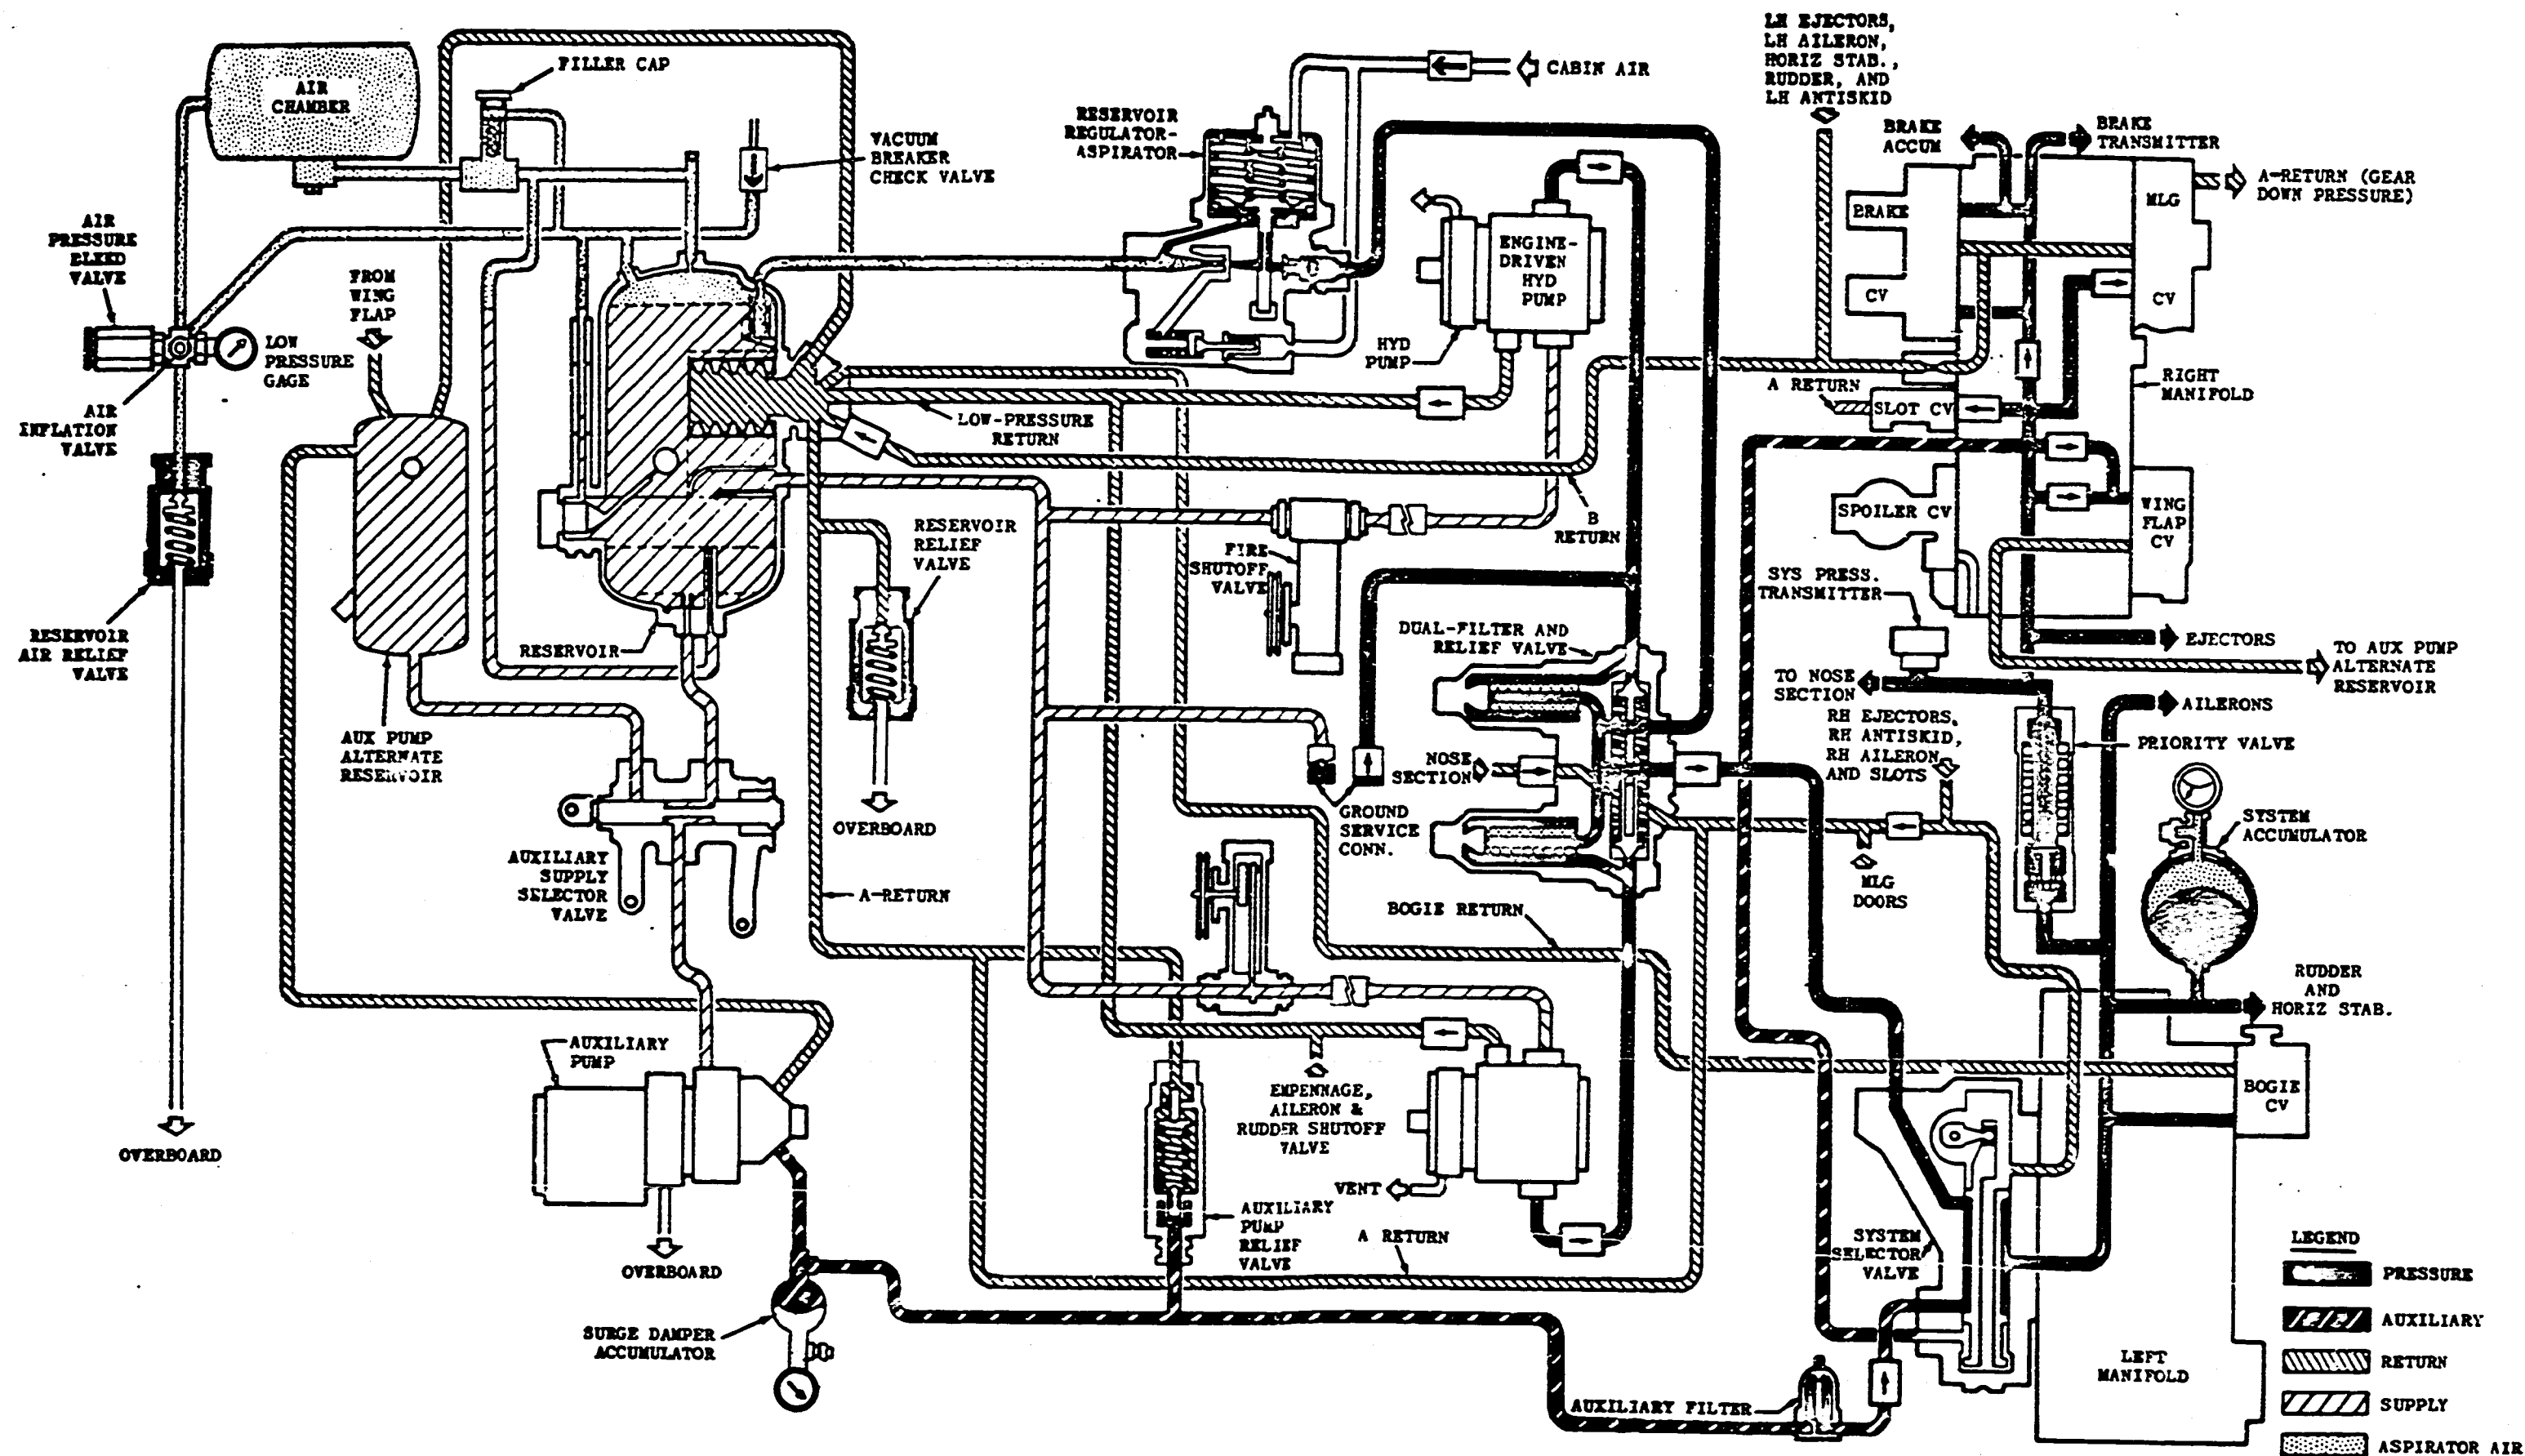 AIR
CHAMBER
FILLER CAP
VACUUM
BREAKER
CHECK VALVE
AIR
PRESSURE
BLEED
VALVE
FROM
WING
FLAP
LOW
PRESSURE
GAGE
AIR
INFLATION
VALVE
RESERVOIR
AIR RELIEF
VALVE
OVERBOARD
AUX PUMP
ALTERNATE
RESERVOIR
RESERVOIR
RESERVOIR
RELIEF
VALVE
OVERBOARD
AUXILIARY
SUPPLY
SELECTOR
VALVE
A-RETURN
AUXILIARY
PUMP
OVERBOARD
SURGE DAMPER
ACCUMULATOR
CABIN AIR
RESERVOIR
REGULATOR-
ASPIRATOR
ENGINE-
DRIVEN
HYD
PUMP
HYD
PUMP
LOW-PRESSURE
RETURN
B
RETURN
FIRE
SHUTOFF
VALVE
DUAL-FILTER AND
RELIEF VALVE
NOSE
SECTION
GROUND
SERVICE
CONN.
BOGIE RETURN
EMPENNAGE,
AILERON &
RUDDER SHUTOFF
VALVE
VENT
AUXILIARY
PUMP
RELIEF
VALVE
A RETURN
AUXILIARY FILTER
LH EJECTORS,
LH AILERON,
HORIZ STAB.,
RUDDER, AND
LH ANTISKID
BRAKE
ACCUM
BRAKE
TRANSMITTER
A-RETURN (GEAR
DOWN PRESSURE)
BRAKE
MLG
CV
CV
A RETURN
SLOT CV
RIGHT
MANIFOLD
SPOILER CV
WING
FLAP
CV
SYS PRESS.
TRANSMITTER
EJECTORS
TO AUX PUMP
ALTERNATE
RESERVOIR
TO NOSE
SECTION
AILERONS
RH EJECTORS,
RH ANTISKID,
RH AILERON
AND SLOTS
PRIORITY VALVE
SYSTEM
ACCUMULATOR
MLG
DOORS
RUDDER
AND
HORIZ STAB.
BOGIE
CV
SYSTEM
SELECTOR
VALVE
LEFT
MANIFOLD
LEGEND
PRESSURE
AUXILIARY
RETURN
SUPPLY
ASPIRATOR AIR